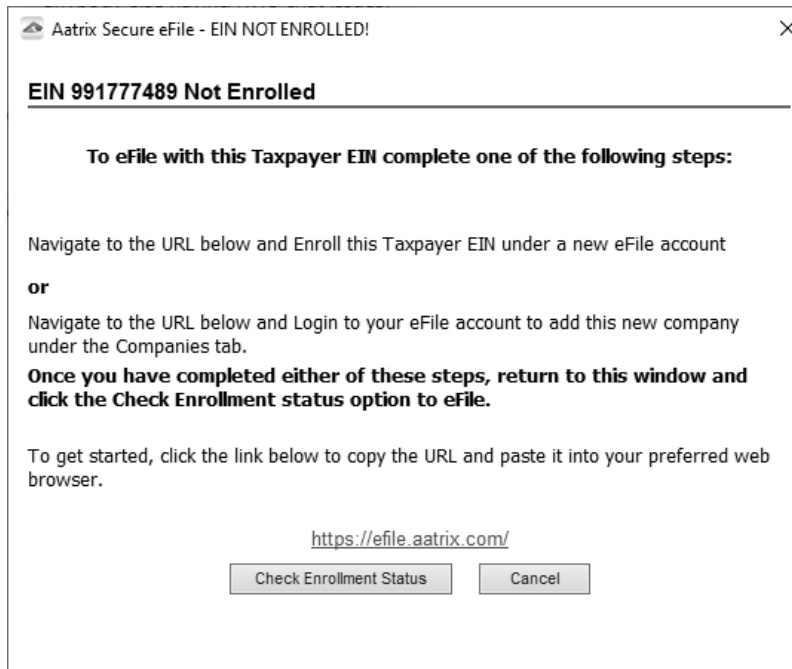 Aatrix Secure eFile - EIN NOT ENROLLED!
EIN 991777489 Not Enrolled
To eFile with this Taxpayer EIN complete one of the following steps:
Navigate to the URL below and Enroll this Taxpayer EIN under a new eFile account
or
Navigate to the URL below and Login to your eFile account to add this new company
under the Companies tab.
Once you have completed either of these steps, return to this window and
click the Check Enrollment status option to eFile.
To get started, click the link below to copy the URL and paste it into your preferred web
browser.
https://efile.aatrix.com/
Check Enrollment Status Cancel